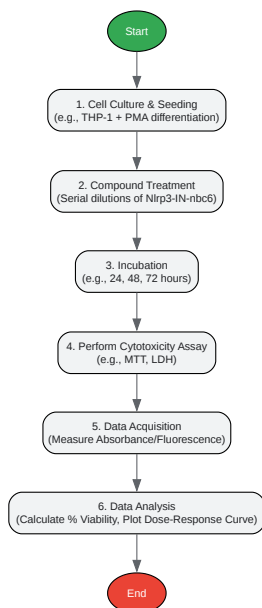 Start
1. Cell Culture & Seeding
(e.g., THP-1 + PMA differentiation)
2. Compound Treatment
(Serial dilutions of Nlrp3-IN-nbc6)
3. Incubation
(e.g., 24, 48, 72 hours)
4. Perform Cytotoxicity Assay
(e.g., MTT, LDH)
5. Data Acquisition
(Measure Absorbance/Fluorescence)
6. Data Analysis
(Calculate % Viability, Plot Dose-Response Curve)
End